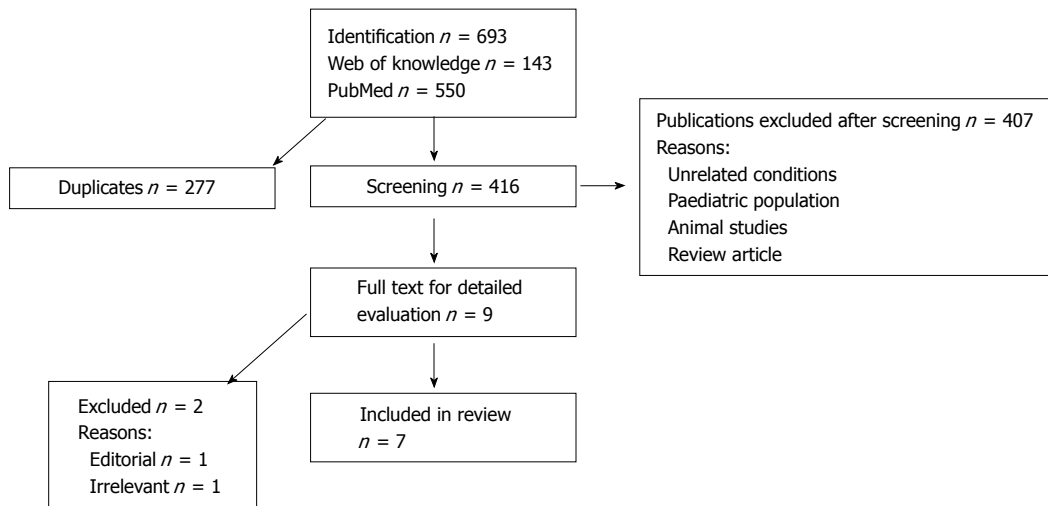 Identification n = 693
Web of knowledge n = 143
PubMed n = 550
Publications excluded after screening n = 407
Reasons:
Unrelated conditions
Paediatric population
Animal studies
Review article
Duplicates n = 277
Screening n = 416
Full text for detailed
evaluation n = 9
Excluded n = 2
Reasons:
Editorial n = 1
Irrelevant n = 1
Included in review
n = 7